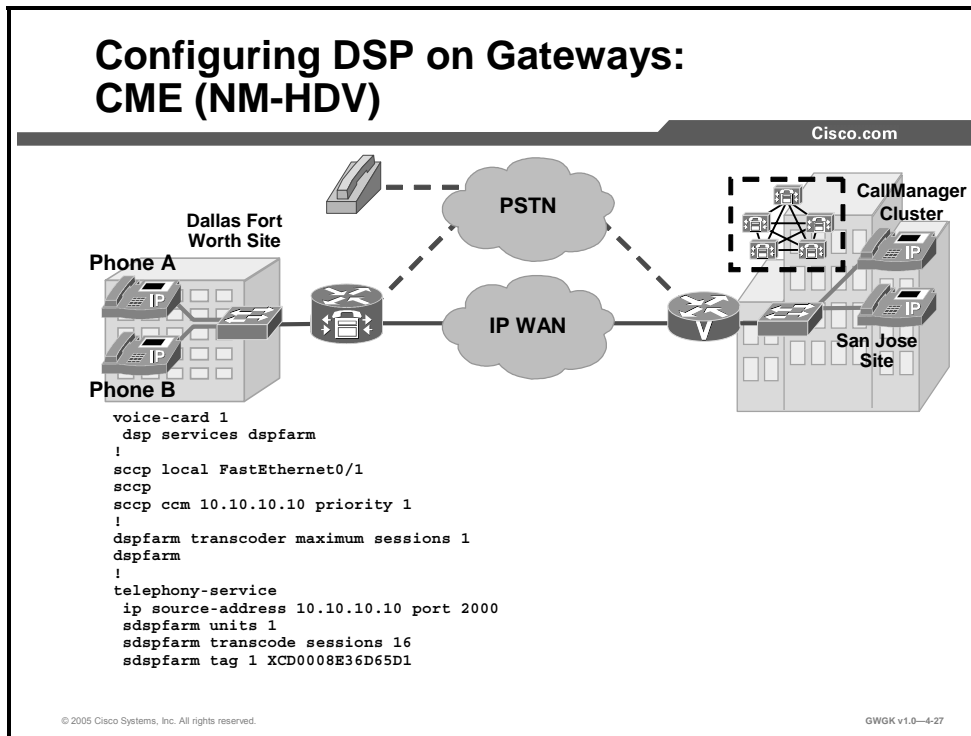 Configuring DSP on Gateways:
CME (NM-HDV)
Cisco.com
PSTN
CallManager
Cluster
Dallas Fort
Worth Site
Phone A
IP
IP
IP WAN
V
IP
IP
San Jose
Site
Phone B
voice-card 1
dsp services dspfarm
!
sccp local FastEthernet0/1
sccp
sccp ccm 10.10.10.10 priority 1
!
dspfarm transcoder maximum sessions 1
dspfarm
!
telephony-service
ip source-address 10.10.10.10 port 2000
sdspfarm units 1
sdspfarm transcode sessions 16
sdspfarm tag 1 XCD0008E36D65D1
© 2005 Cisco Systems, Inc. All rights reserved.
GWGK v1.0—4-27